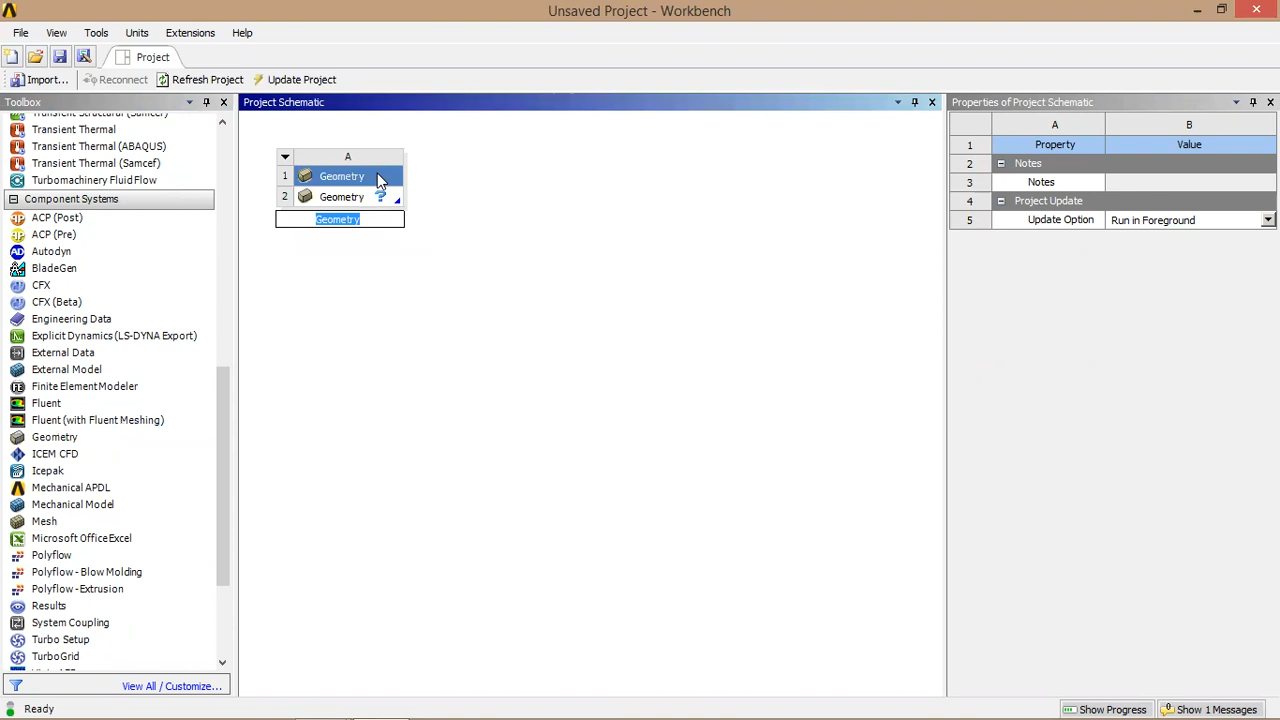 Unsaved Project - Workbench
File View Tools Units Extensions Help
Project
Import... Reconnect Refresh Project Update Project
Toolbox
Transient Structural (Samcef)
Transient Thermal
Transient Thermal (ABAQUS)
Transient Thermal (Samcef)
Turbomachinery Fluid Flow
Component Systems
ACP (Post)
ACP (Pre)
Autodyn
BladeGen
CFX
CFX (Beta)
Engineering Data
Explicit Dynamics (LS-DYNA Export)
External Data
External Model
Finite Element Modeler
Fluent
Fluent (with Fluent Meshing)
Geometry
ICEM CFD
Icepak
Mechanical APDL
Mechanical Model
Mesh
Microsoft Office Excel
Polyflow
Polyflow - Blow Molding
Polyflow - Extrusion
Results
System Coupling
Turbo Setup
TurboGrid
View All / Customize...
Project Schematic
A
1 Geometry
2 Geometry ?
Geometry
Properties of Project Schematic
A B
1 Property Value
2 Notes
3 Notes
4 Project Update
5 Update Option Run in Foreground
Ready
Show Progress Show 1 Messages